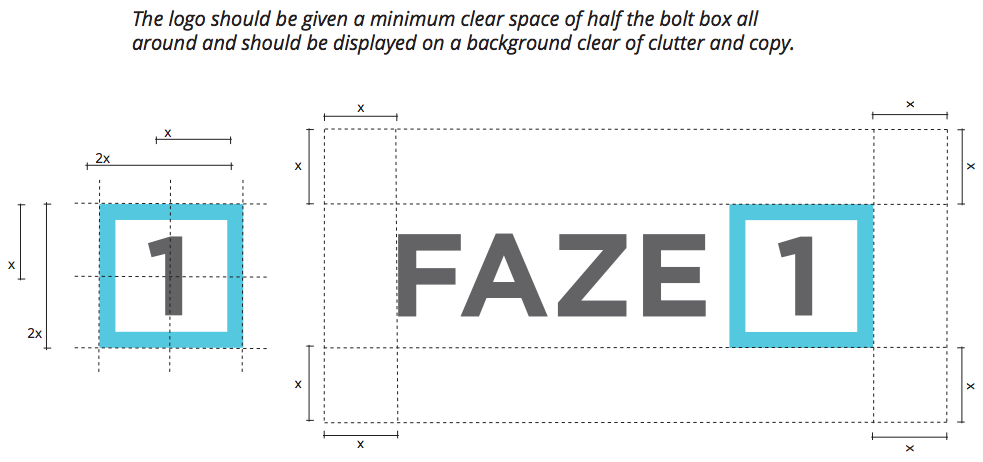 The logo should be given a minimum clear space of half the bolt box all
around and should be displayed on a background clear of clutter and copy.
x
x
x
2x
x
x
1
FAZE 1
x
2x
x
x
x
x